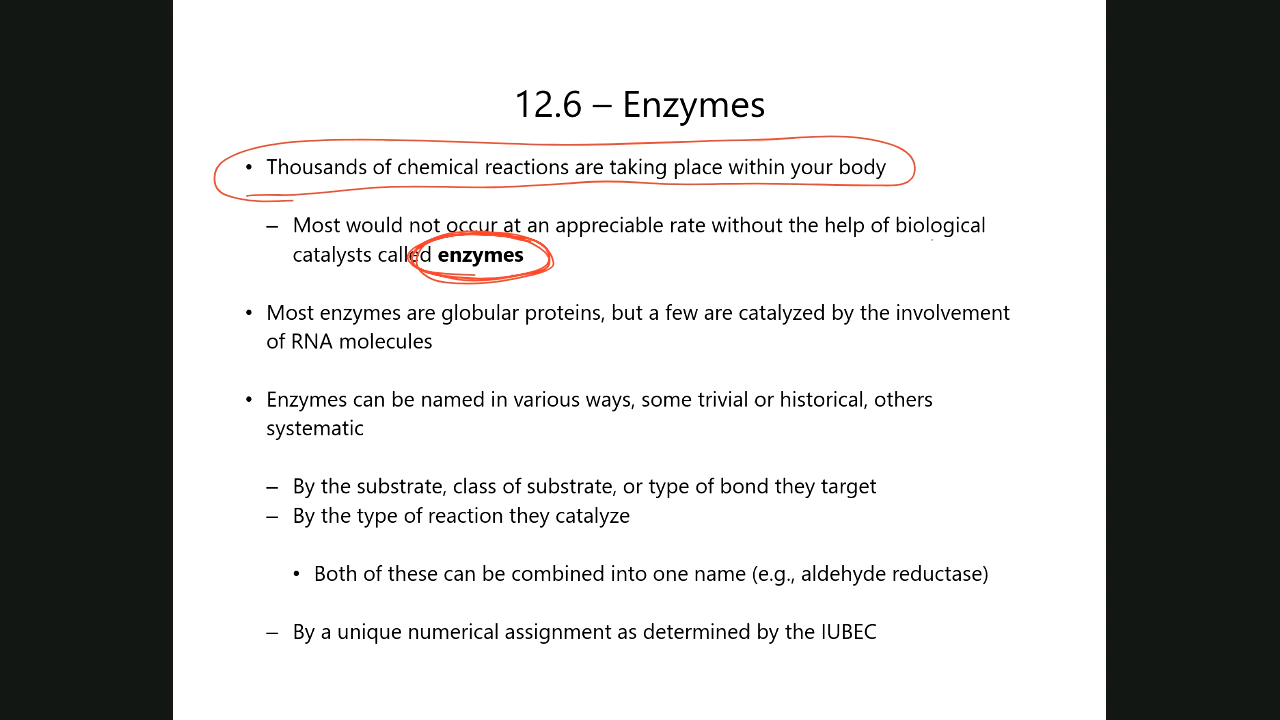 12.6 – Enzymes
• Thousands of chemical reactions are taking place within your body
– Most would not occur at an appreciable rate without the help of biological
catalysts called enzymes
• Most enzymes are globular proteins, but a few are catalyzed by the involvement
of RNA molecules
• Enzymes can be named in various ways, some trivial or historical, others
systematic
– By the substrate, class of substrate, or type of bond they target
– By the type of reaction they catalyze
• Both of these can be combined into one name (e.g., aldehyde reductase)
– By a unique numerical assignment as determined by the IUBEC